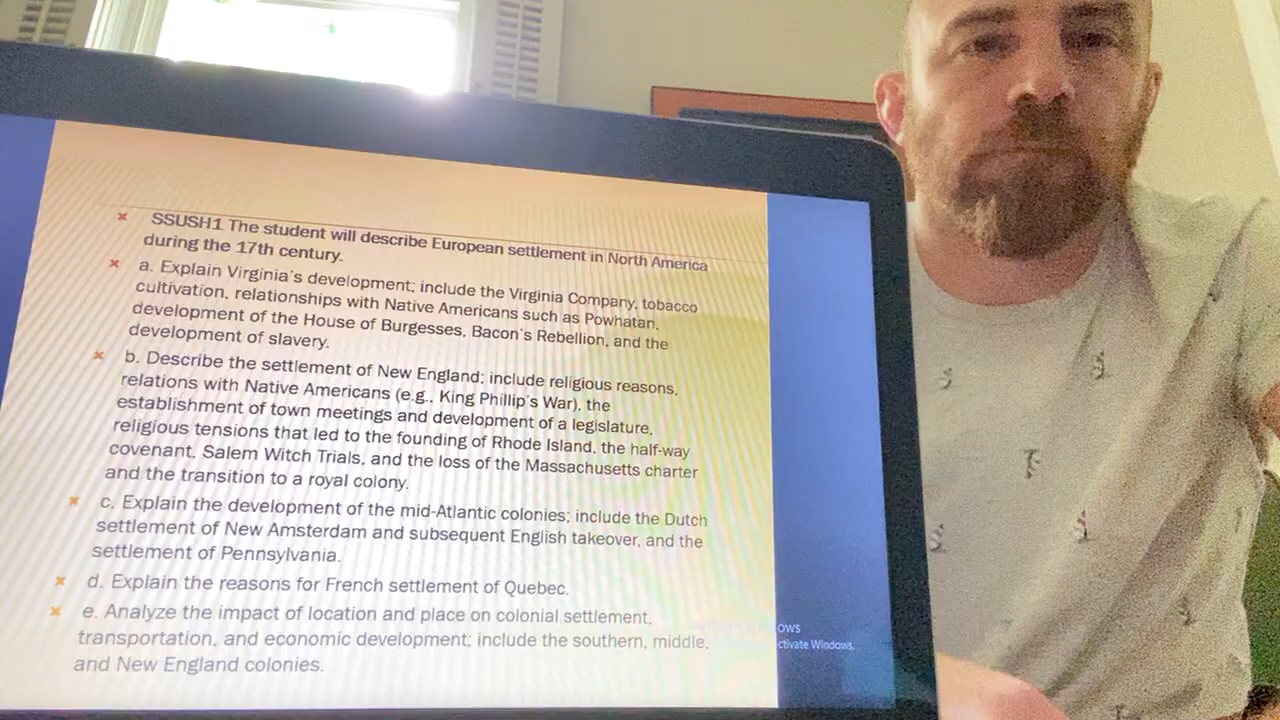 SSUSH1 The student will describe European settlement in North America
during the 17th century.
a. Explain Virginia's development; include the Virginia Company, tobacco
cultivation, relationships with Native Americans such as Powhatan,
development of the House of Burgesses, Bacon's Rebellion, and the
development of slavery.
b. Describe the settlement of New England; include religious reasons,
relations with Native Americans (e.g., King Phillip's War), the
establishment of town meetings and development of a legislature,
religious tensions that led to the founding of Rhode Island, the half-way
covenant, Salem Witch Trials, and the loss of the Massachusetts charter
and the transition to a royal colony.
c. Explain the development of the mid-Atlantic colonies; include the Dutch
settlement of New Amsterdam and subsequent English takeover, and the
settlement of Pennsylvania.
d. Explain the reasons for French settlement of Quebec.
e. Analyze the impact of location and place on colonial settlement,
transportation, and economic development; include the southern, middle,
and New England colonies.
ows
ctivate Windows.